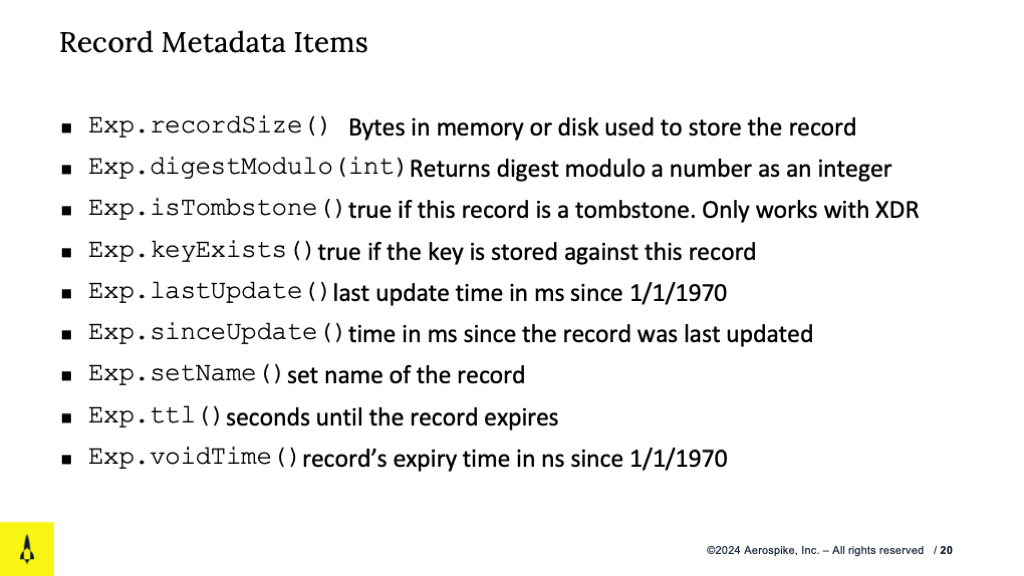 Record Metadata Items
▪ Exp.recordSize() Bytes in memory or disk used to store the record
▪ Exp.digestModulo(int) Returns digest modulo a number as an integer
▪ Exp.isTombstone() true if this record is a tombstone. Only works with XDR
▪ Exp.keyExists() true if the key is stored against this record
▪ Exp.lastUpdate() last update time in ms since 1/1/1970
▪ Exp.sinceUpdate() time in ms since the record was last updated
▪ Exp.setName() set name of the record
▪ Exp.ttl() seconds until the record expires
▪ Exp.voidTime() record’s expiry time in ns since 1/1/1970
©2024 Aerospike, Inc. – All rights reserved / 20